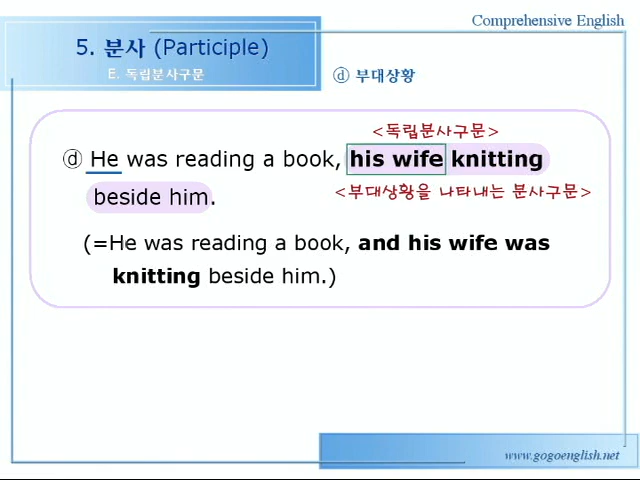 Comprehensive English
5. 분사 (Participle)
E. 독립분사구문
ⓓ 부대상황
<독립분사구문>
ⓓ He was reading a book, his wife knitting
beside him.
<부대상황을 나타내는 분사구문>
(=He was reading a book, and his wife was
knitting beside him.)
www.gogoenglish.net